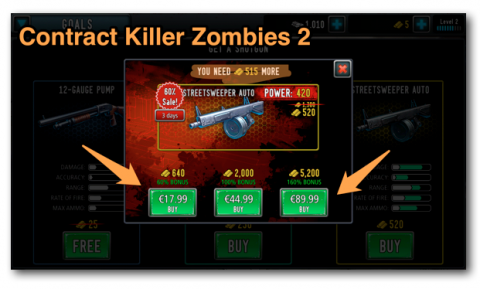 GOALS
1,010
5
Level 2
Contract Killer Zombies 2
GET A SHOTGUN
YOU NEED 515 MORE
60%
Sale!
3 days
STREETSWEEPER AUTO
POWER: 420
1,300
520
12-GAUGE PUMP
STREETSWEEPER AUTO
640
2,000
5,200
60% BONUS
100% BONUS
160% BONUS
€17.99
BUY
€44.99
BUY
€89.99
BUY
DAMAGE
ACCURACY
RANGE
RATE OF FIRE
MAX AMMO
25
FREE
230
BUY
520
BUY